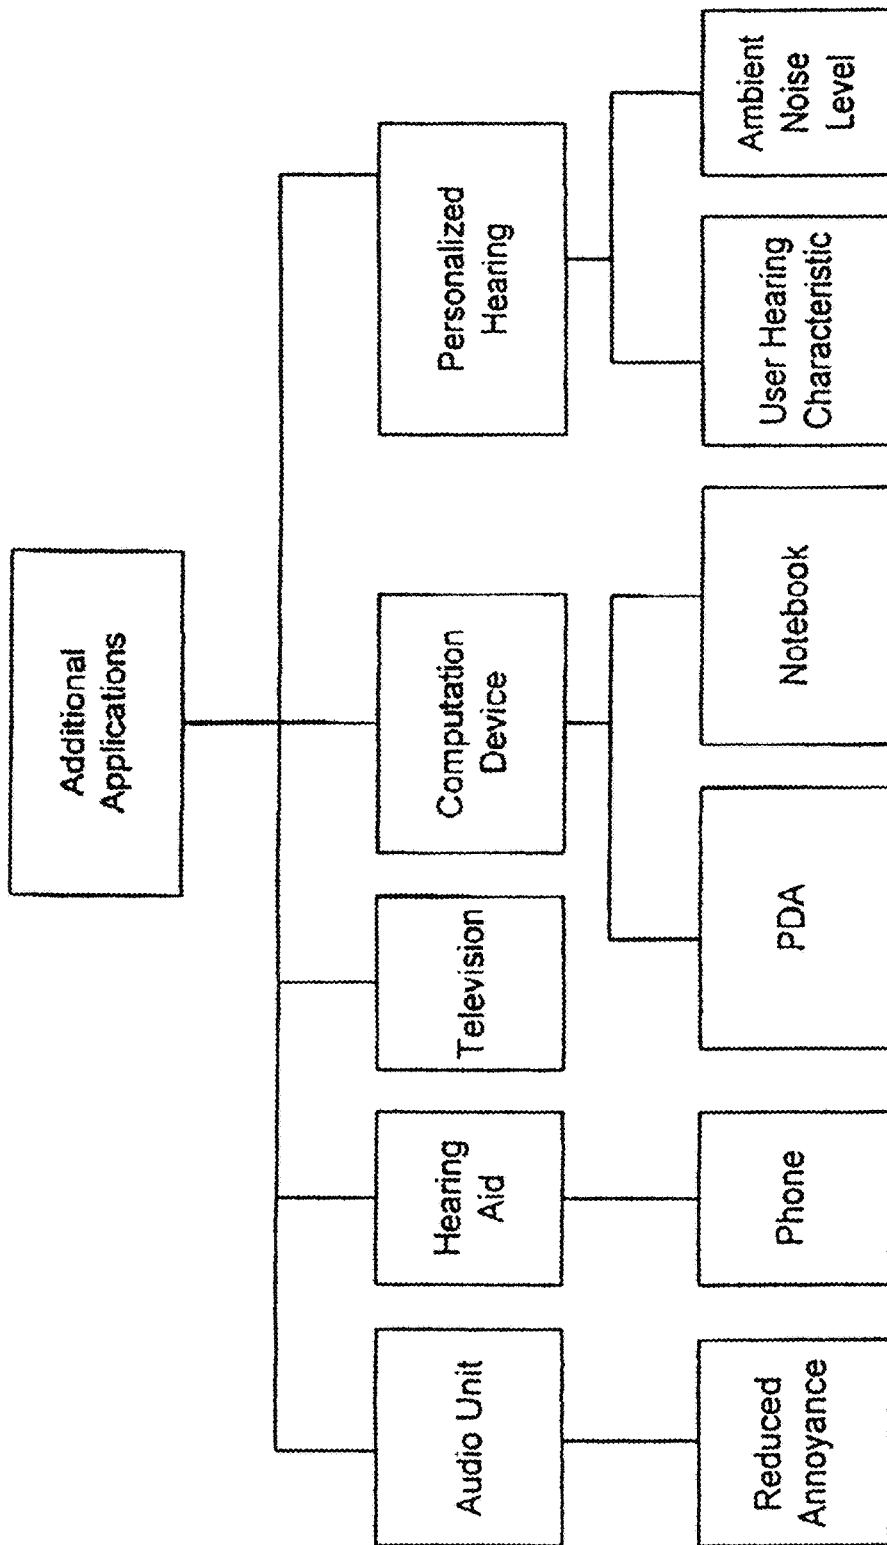 Additional
Applications
Audio Unit
Hearing
Aid
Television
Computation
Device
Personalized
Hearing
Reduced
Annoyance
Phone
PDA
Notebook
User Hearing
Characteristic
Ambient
Noise
Level